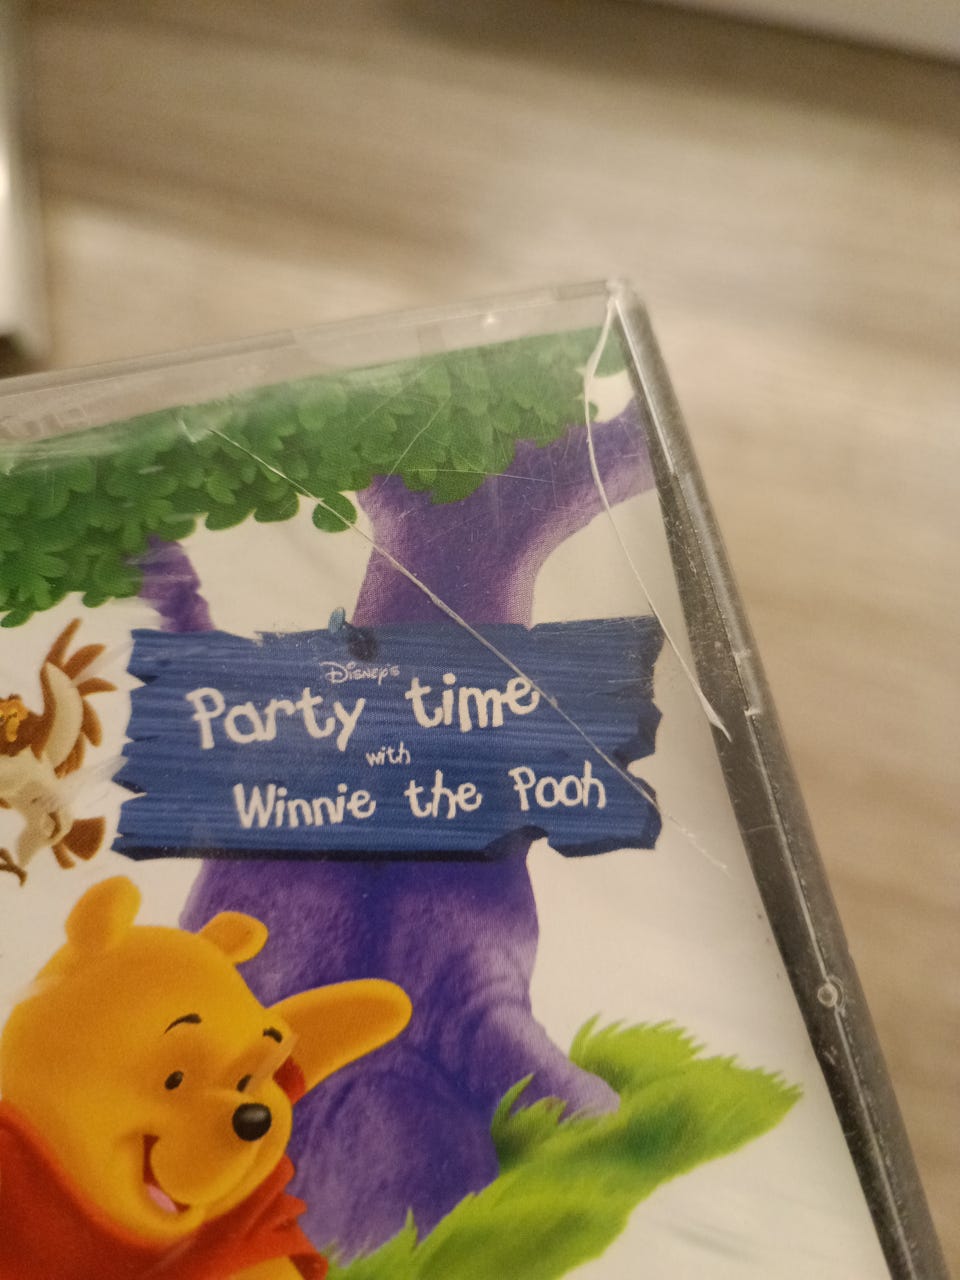 Disney's
Party time
with
Winnie the Pooh